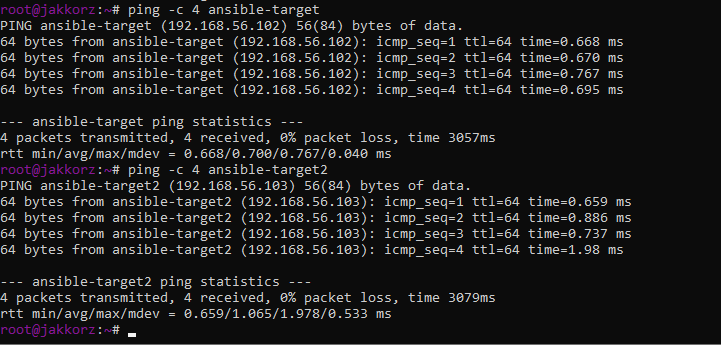 root@jakkorz:~# ping -c 4 ansible-target
PING ansible-target (192.168.56.102) 56(84) bytes of data.
64 bytes from ansible-target (192.168.56.102): icmp_seq=1 ttl=64 time=0.668 ms
64 bytes from ansible-target (192.168.56.102): icmp_seq=2 ttl=64 time=0.670 ms
64 bytes from ansible-target (192.168.56.102): icmp_seq=3 ttl=64 time=0.767 ms
64 bytes from ansible-target (192.168.56.102): icmp_seq=4 ttl=64 time=0.695 ms

--- ansible-target ping statistics ---
4 packets transmitted, 4 received, 0% packet loss, time 3057ms
rtt min/avg/max/mdev = 0.668/0.700/0.767/0.040 ms
root@jakkorz:~# ping -c 4 ansible-target2
PING ansible-target2 (192.168.56.103) 56(84) bytes of data.
64 bytes from ansible-target2 (192.168.56.103): icmp_seq=1 ttl=64 time=0.659 ms
64 bytes from ansible-target2 (192.168.56.103): icmp_seq=2 ttl=64 time=0.886 ms
64 bytes from ansible-target2 (192.168.56.103): icmp_seq=3 ttl=64 time=0.737 ms
64 bytes from ansible-target2 (192.168.56.103): icmp_seq=4 ttl=64 time=1.98 ms

--- ansible-target2 ping statistics ---
4 packets transmitted, 4 received, 0% packet loss, time 3079ms
rtt min/avg/max/mdev = 0.659/1.065/1.978/0.533 ms
root@jakkorz:~#